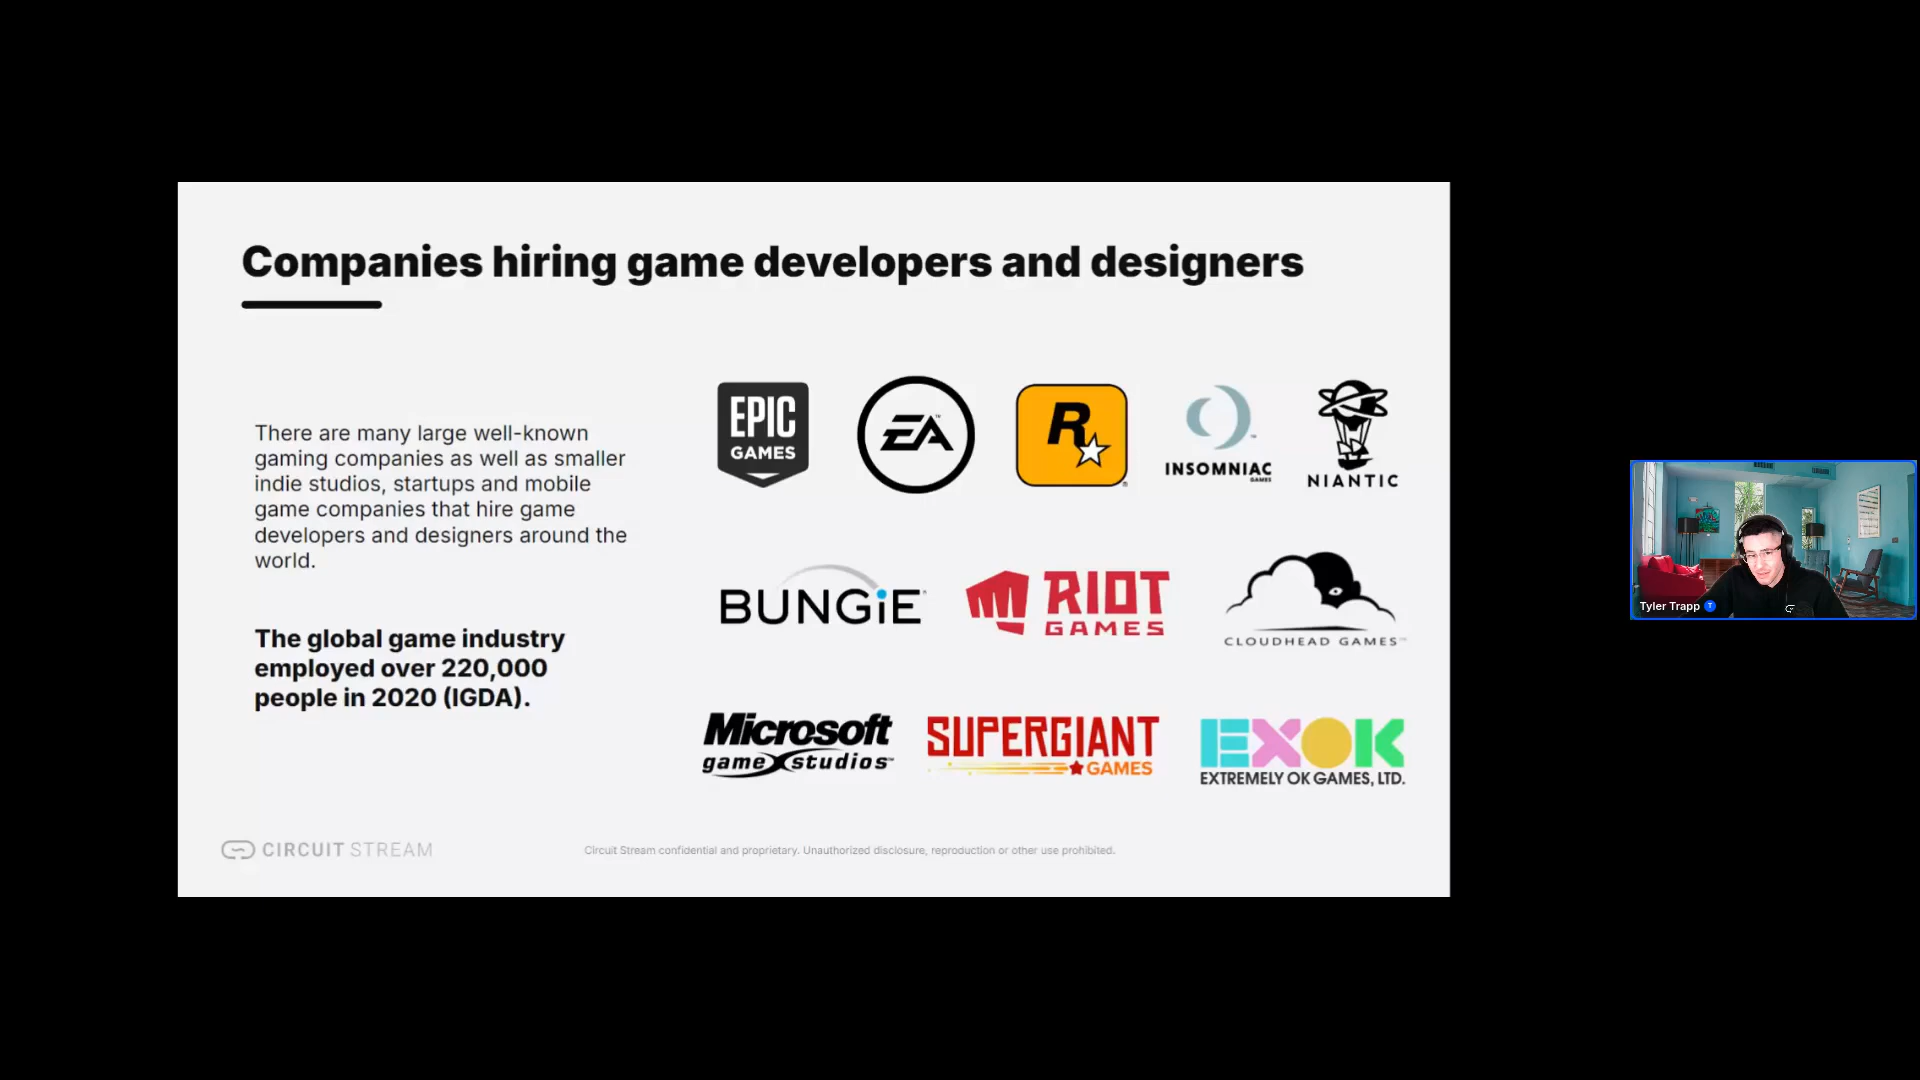 Companies hiring game developers and designers
There are many large well-known
gaming companies as well as smaller
indie studios, startups and mobile
game companies that hire game
developers and designers around the
world.
The global game industry
employed over 220,000
people in 2020 (IGDA).
EPIC
GAMES
EA™
R
®
INSOMNIAC
GAMES
™
NIANTIC
BUNGiE®
RIOT
GAMES
CLOUDHEAD GAMES™
Microsoft
game studios™
SUPERGIANT
GAMES
EXOK
EXTREMELY OK GAMES, LTD.
CIRCUIT STREAM
Circuit Stream confidential and proprietary. Unauthorized disclosure, reproduction or other use prohibited.
Tyler Trapp T